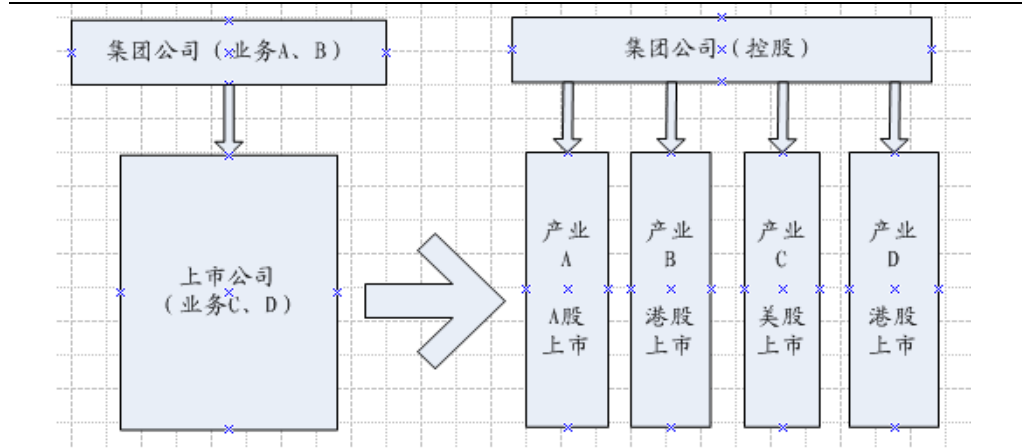 集团公司（业务A、B）
上市公司
（业务C、D）
集团公司（控股）
产业
A
A股
上市
产业
B
港股
上市
产业
C
美股
上市
产业
D
港股
上市